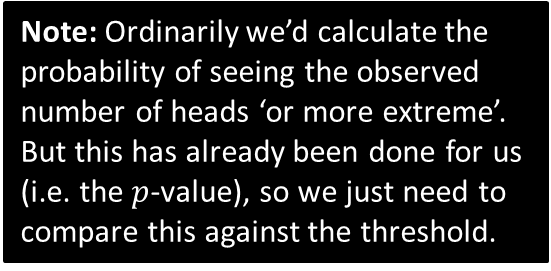 Note: Ordinarily we’d calculate the
probability of seeing the observed
number of heads ‘or more extreme’.
But this has already been done for us
(i.e. the 𝑝-value), so we just need to
compare this against the threshold.